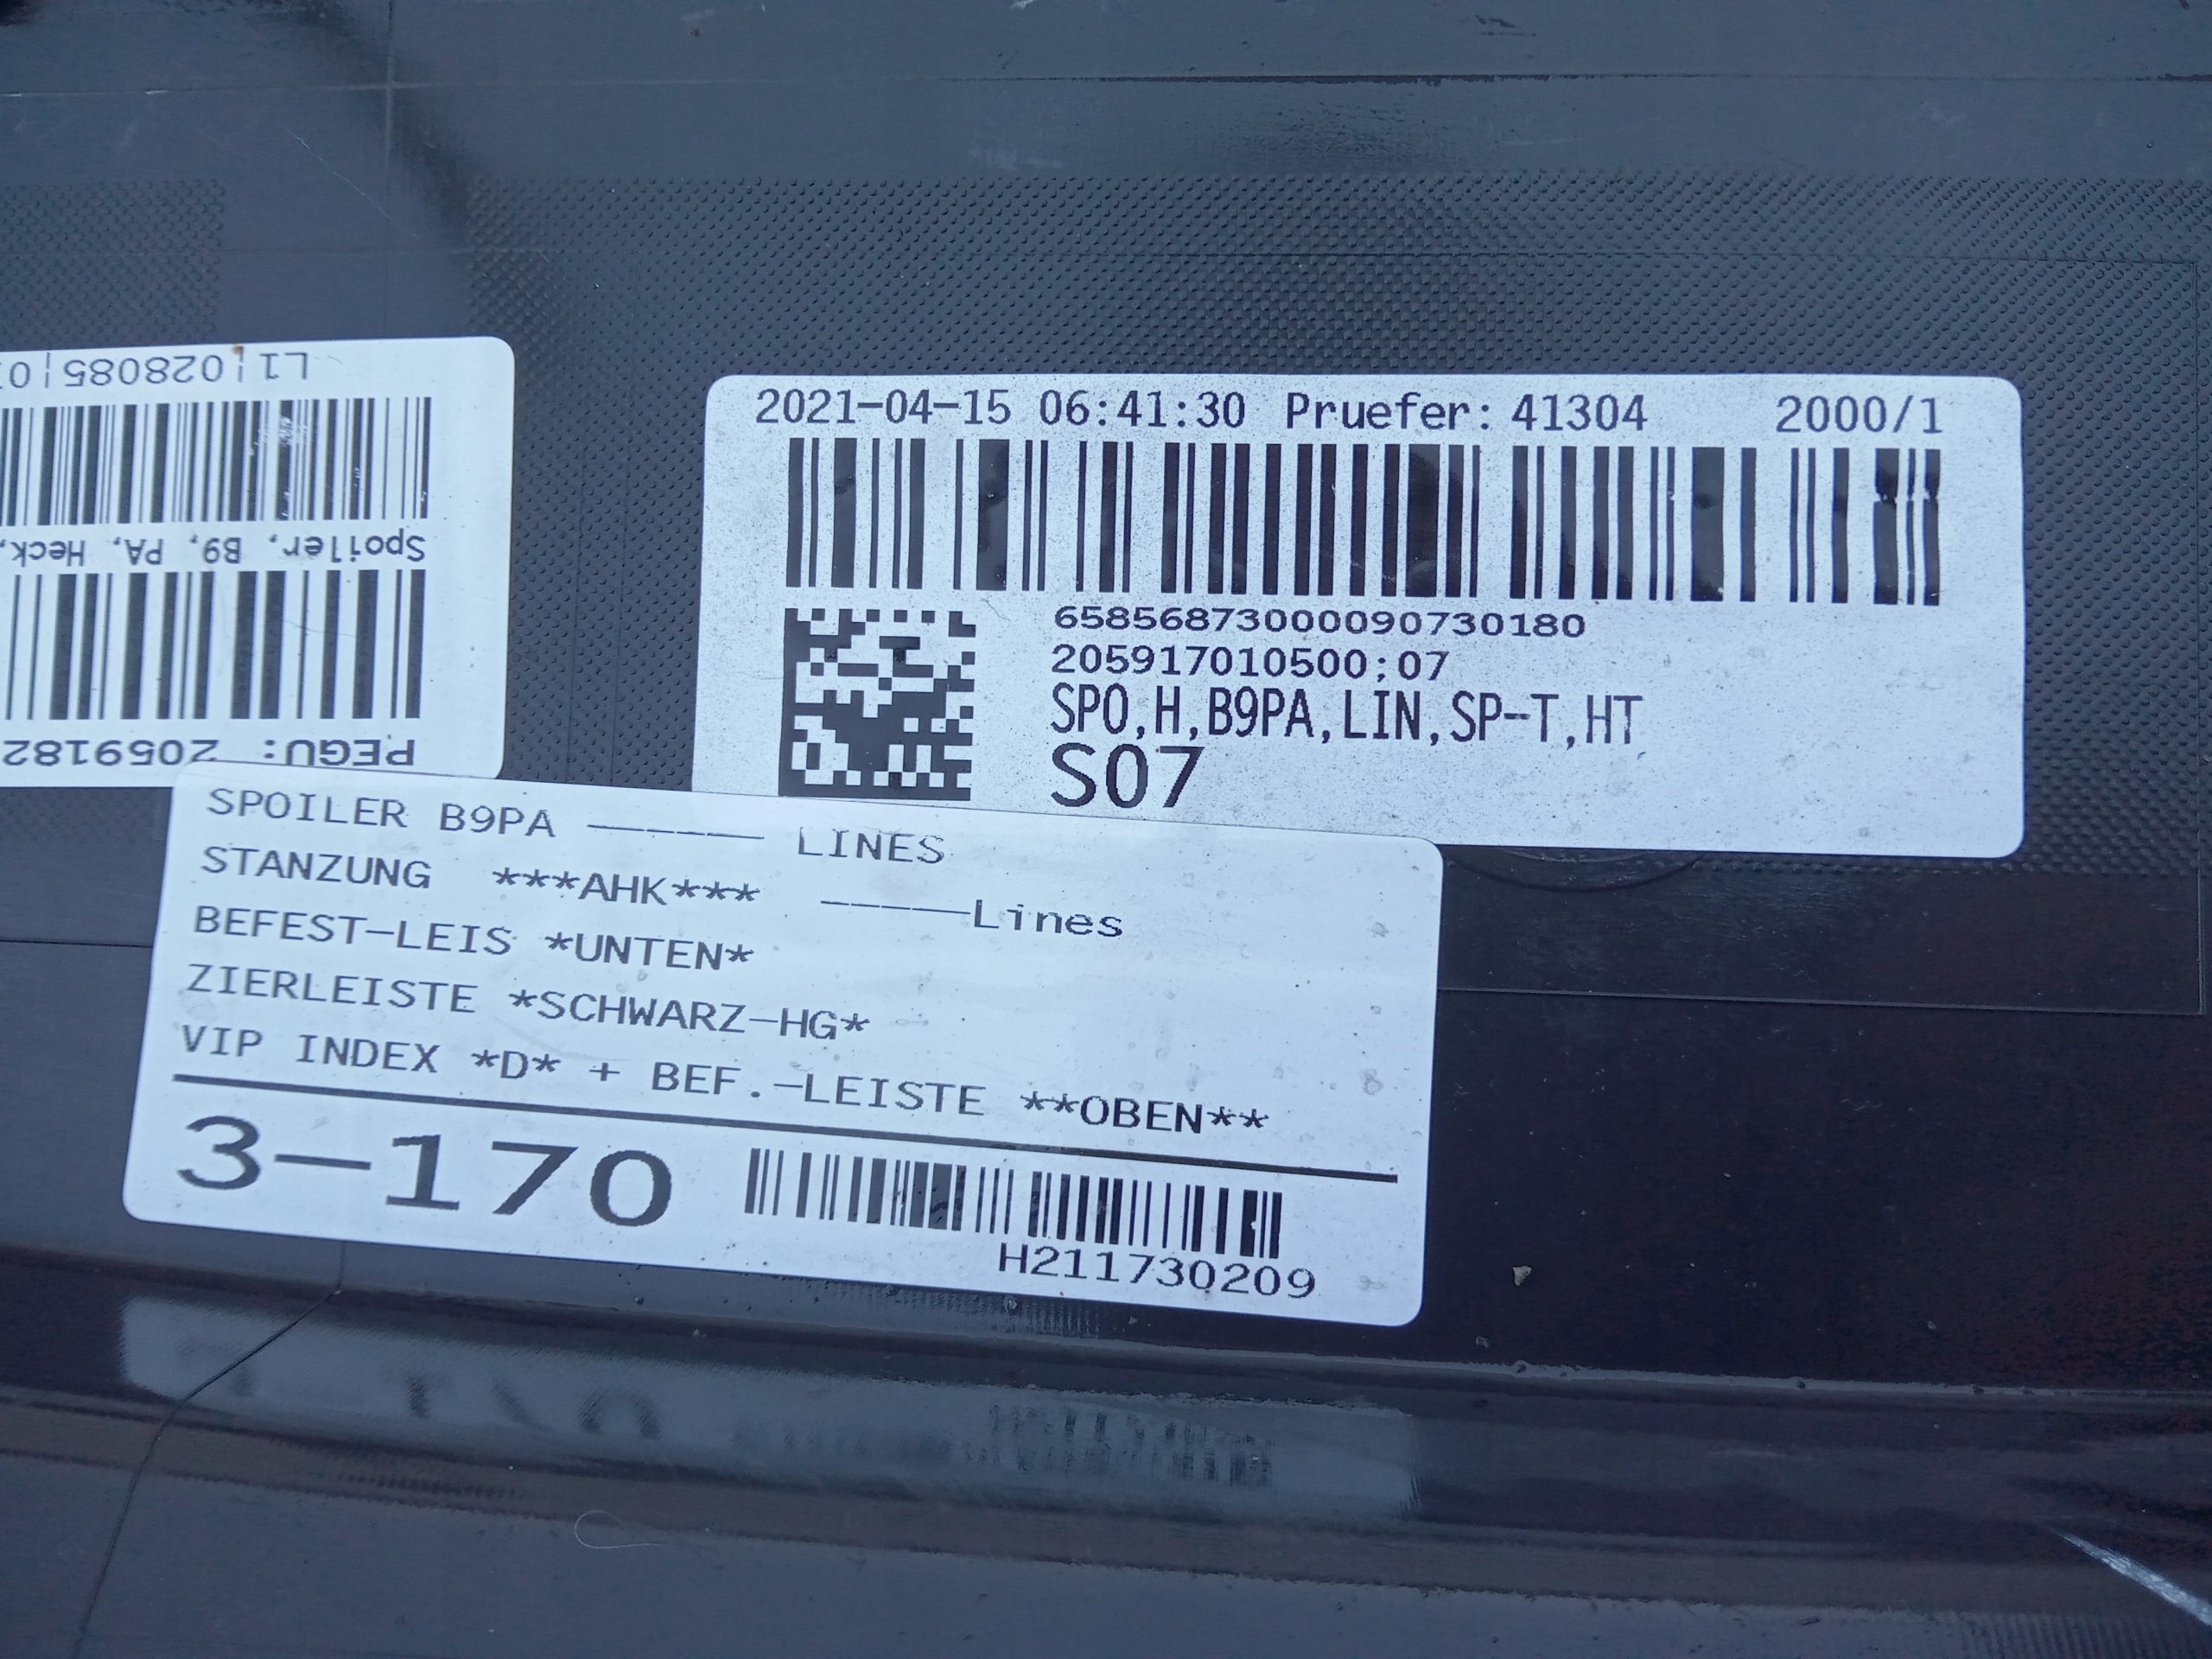 L1¦028085¦0
Spoiler, B9, PA, Heck,
PEGU: 2059182
2021-04-15 06:41:30 Pruefer: 41304 2000/1
65856873000090730180
205917010500;07
SPO,H,B9PA,LIN,SP-T,HT
S07
SPOILER B9PA —————— LINES
STANZUNG ***AHK*** —————Lines
BEFEST-LEIS *UNTEN*
ZIERLEISTE *SCHWARZ-HG*
VIP INDEX *D* + BEF.-LEISTE **OBEN**
3-170
H211730209